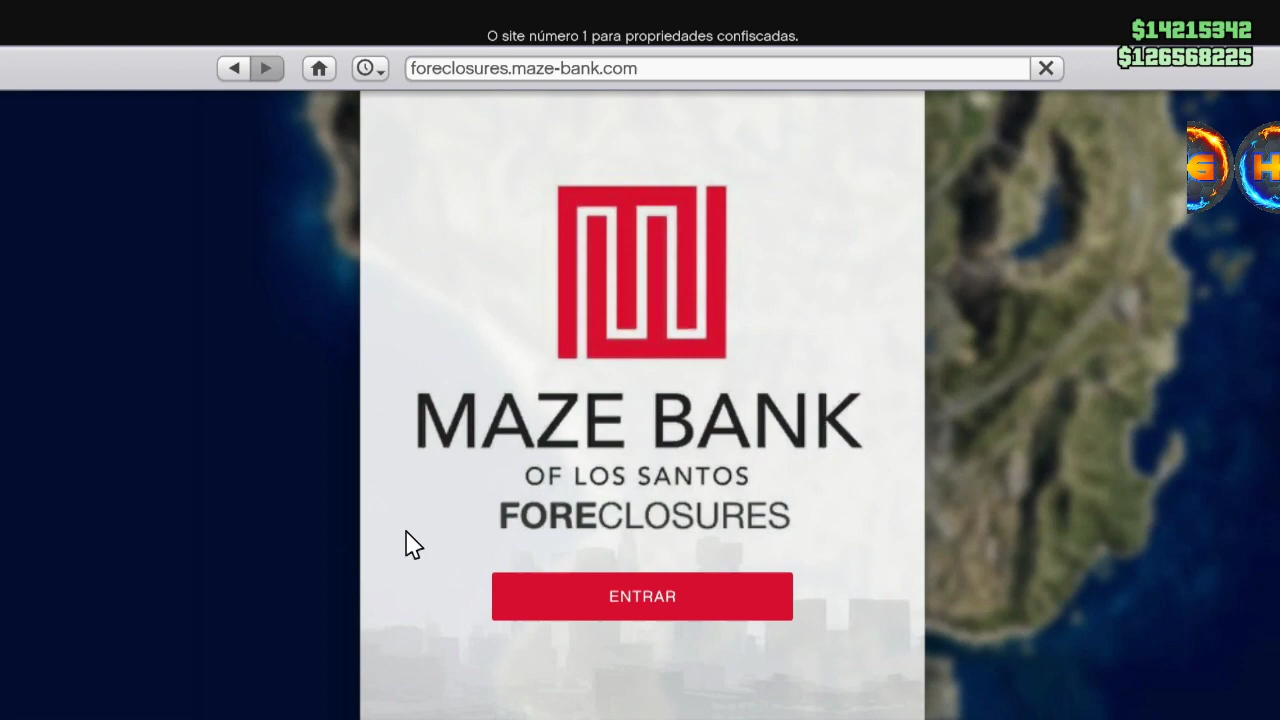 O site número 1 para propriedades confiscadas.
$14215342
$126568225
foreclosures.maze-bank.com
G H
MAZE BANK
OF LOS SANTOS
FORECLOSURES
ENTRAR